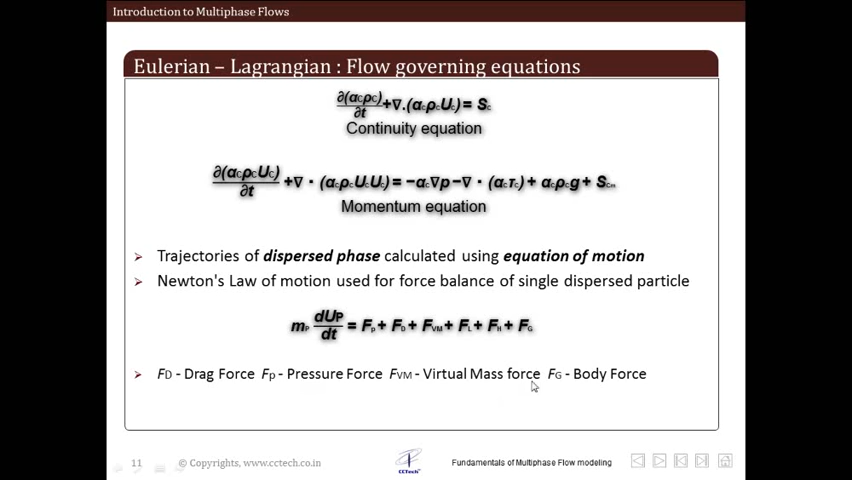 Introduction to Multiphase Flows
Eulerian – Lagrangian : Flow governing equations
∂(αcρc)/∂t + ∇.(αcρcUc) = Sc
Continuity equation
∂(αcρcUc)/∂t + ∇ · (αcρcUcUc) = −αc∇p − ∇ · (αcτc) + αcρcg + Scm
Momentum equation
➢ Trajectories of dispersed phase calculated using equation of motion
➢ Newton's Law of motion used for force balance of single dispersed particle
mP dUP/dt = Fp + FD + FVM + FL + FH + FG
➢ FD - Drag Force Fp - Pressure Force FVM - Virtual Mass force FG - Body Force
11 © Copyrights, www.cctech.co.in CCTech Fundamentals of Multiphase Flow modeling